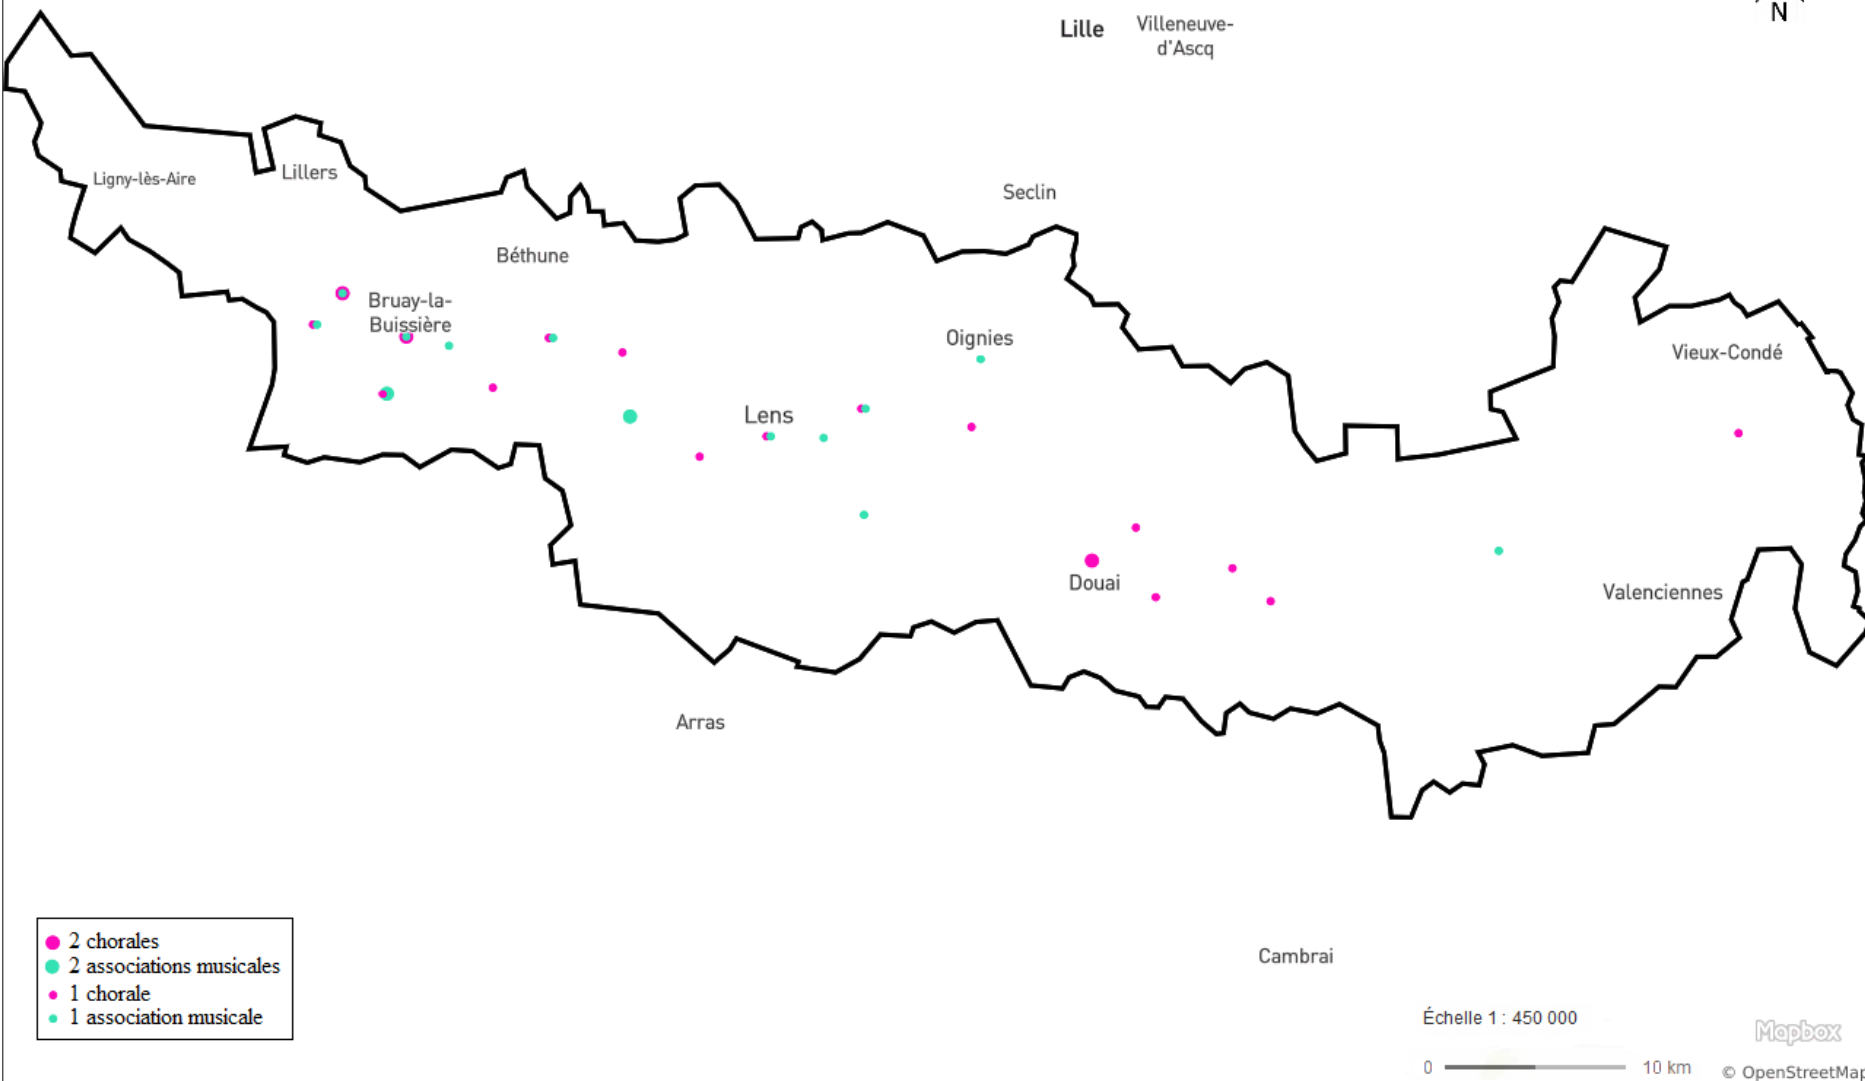 N
Lille
Villeneuve-
d'Ascq
Ligny-lès-Aire
Lillers
Seclin
Béthune
Bruay-la-
Buissière
Oignies
Vieux-Condé
Lens
Douai
Valenciennes
Arras
Cambrai
2 chorales
2 associations musicales
1 chorale
1 association musicale
Échelle 1 : 450 000
0 10 km
Mapbox
© OpenStreetMap